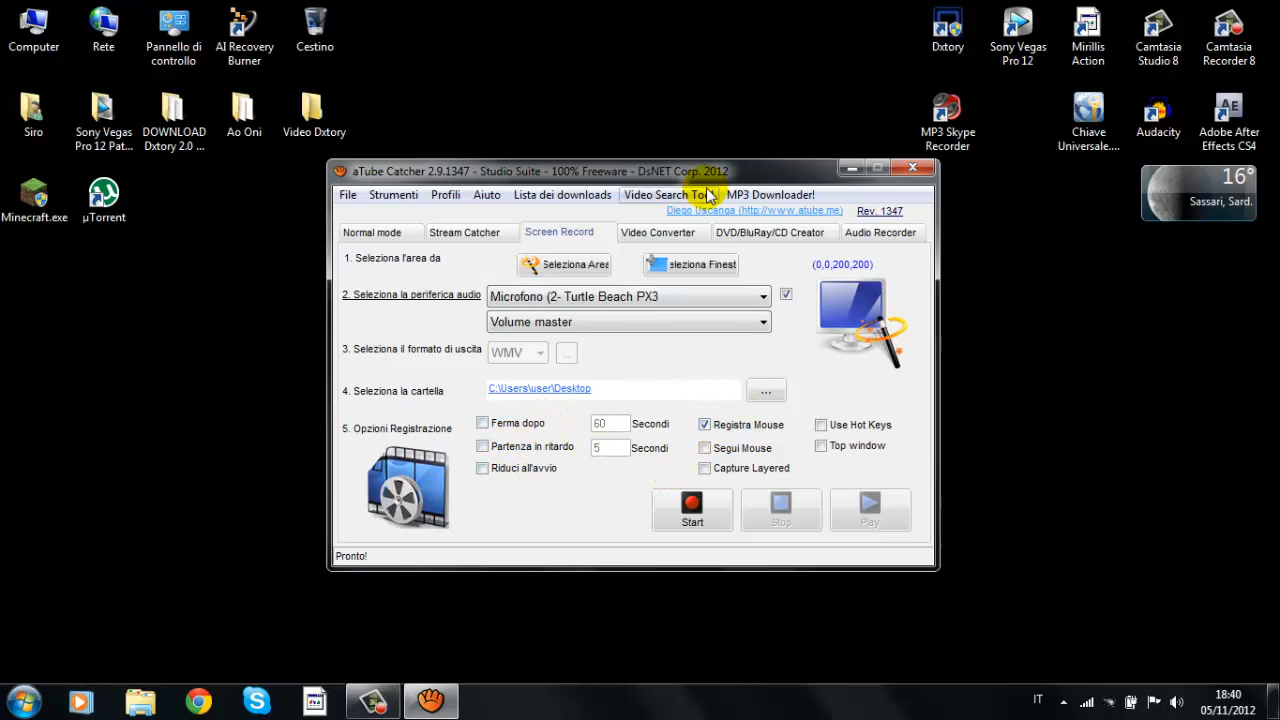 Computer
Rete
Pannello di
controllo
AI Recovery
Burner
Cestino
Dxtory
Sony Vegas
Pro 12
Mirillis
Action
Camtasia
Studio 8
Camtasia
Recorder 8
Siro
Sony Vegas
Pro 12 Pat...
DOWNLOAD
Dxtory 2.0 ...
Ao Oni
Video Dxtory
MP3 Skype
Recorder
Chiave
Universale....
Audacity
Adobe After
Effects CS4
Minecraft.exe
µTorrent
16°
Sassari, Sard.
aTube Catcher 2.9.1347 - Studio Suite - 100% Freeware - DsNET Corp. 2012
File Strumenti Profili Aiuto Lista dei downloads Video Search MP3 Downloader!
Diego Uscanga (http://www.atube.me) Rev. 1347
Normal mode Stream Catcher Screen Record Video Converter DVD/BluRay/CD Creator Audio Recorder
1. Seleziona l'area da Seleziona Area eleziona Finest (0,0,200,200)
2. Seleziona la periferica audio Microfono (2- Turtle Beach PX3
Volume master
3. Seleziona il formato di uscita WMV ...
4. Seleziona la cartella C:\Users\user\Desktop ...
5. Opzioni Registrazione
Ferma dopo 60 Secondi Registra Mouse Use Hot Keys
Partenza in ritardo 5 Secondi Segui Mouse Top window
Riduci all'avvio Capture Layered
Start Stop Play
Pronto!
IT
18:40
05/11/2012